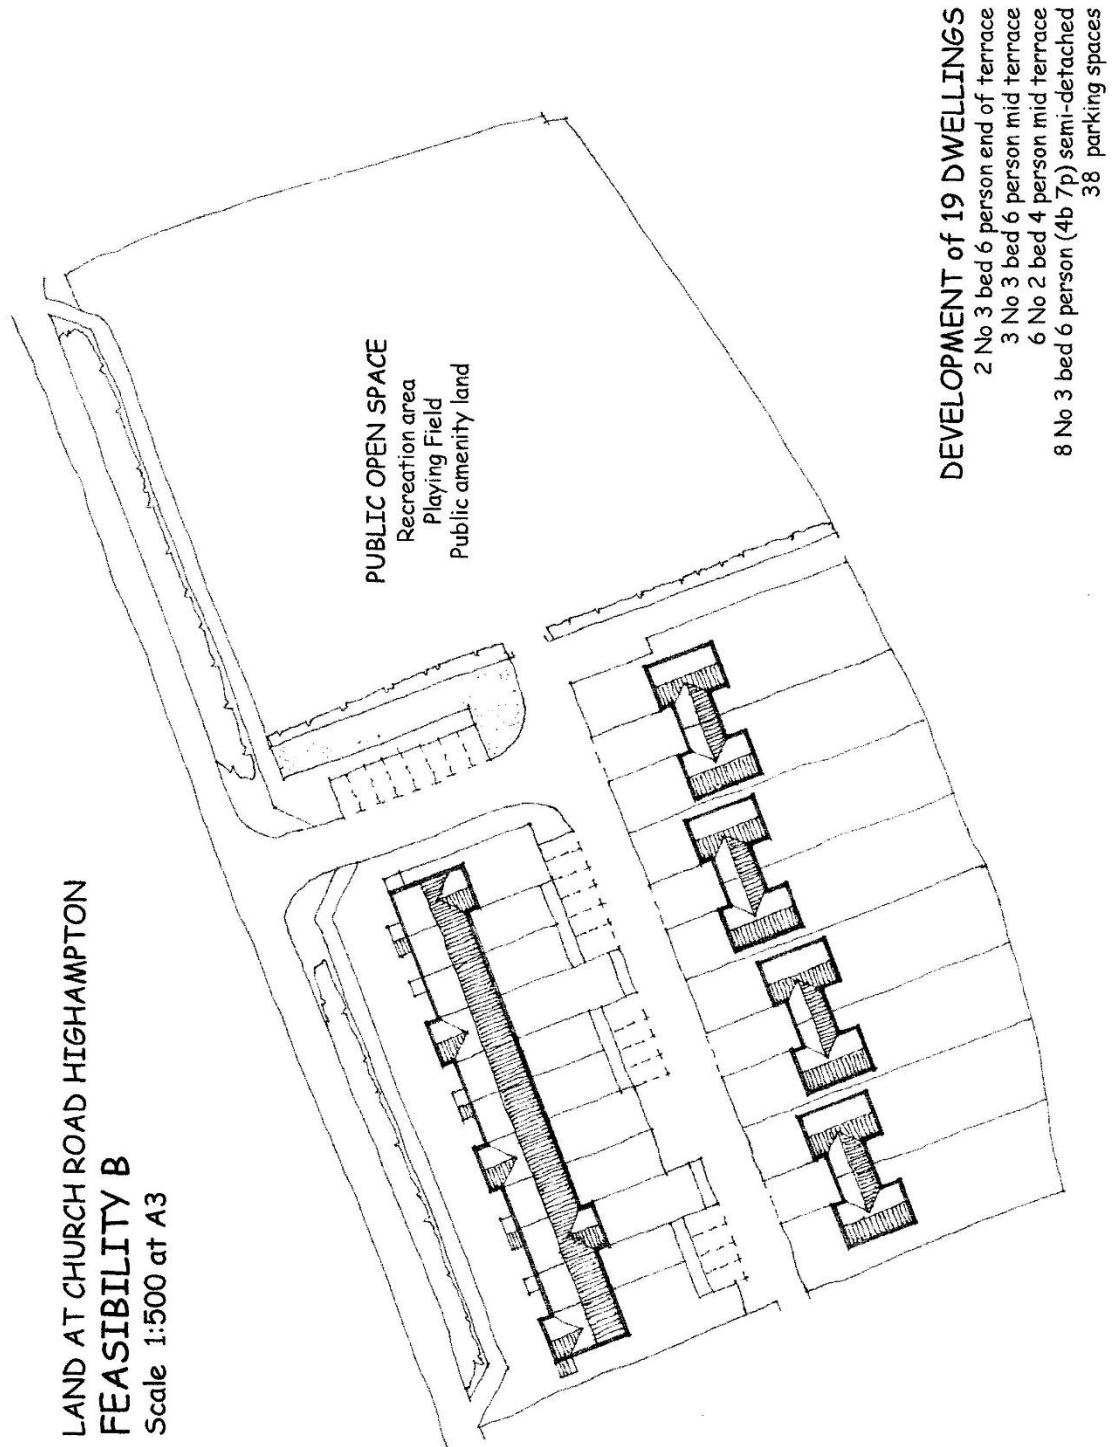 LAND AT CHURCH ROAD HIGHAMPTON
FEASIBILITY B
Scale 1:500 at A3
PUBLIC OPEN SPACE
Recreation area
Playing Field
Public amenity land
DEVELOPMENT of 19 DWELLINGS
2 No 3 bed 6 person end of terrace
3 No 3 bed 6 person mid terrace
6 No 2 bed 4 person mid terrace
8 No 3 bed 6 person (4b 7p) semi-detached
38 parking spaces